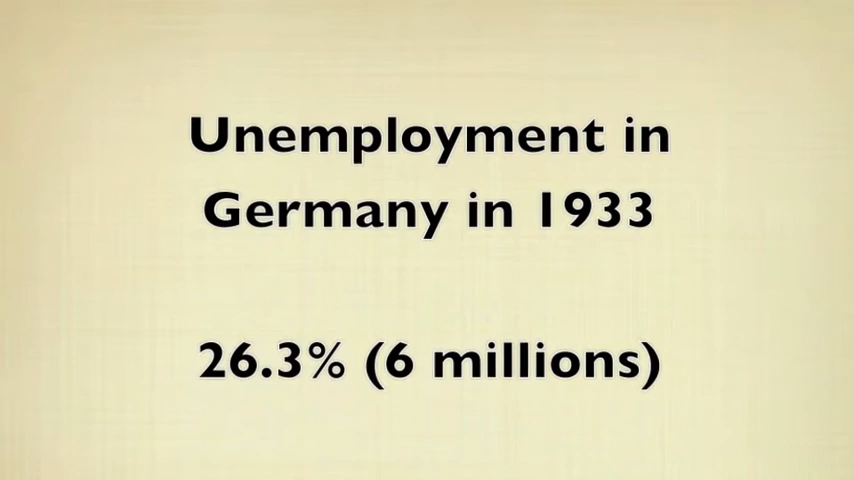 Unemployment in
Germany in 1933
26.3% (6 millions)